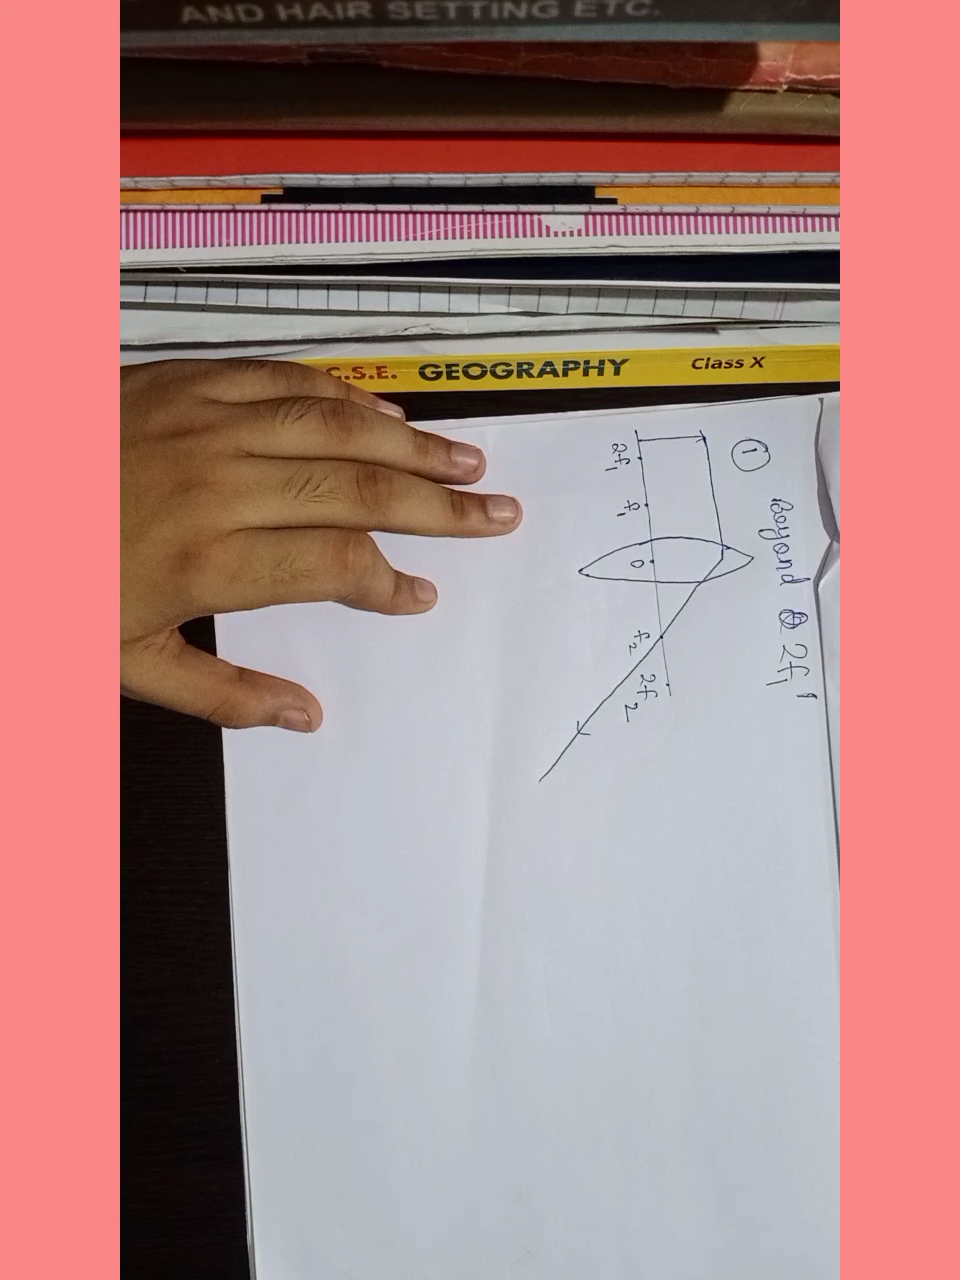 AND HAIR SETTING ETC.
C.S.E. GEOGRAPHY Class X
① Beyond 2f₁
2f₁ f₁ O f₂ 2f₂